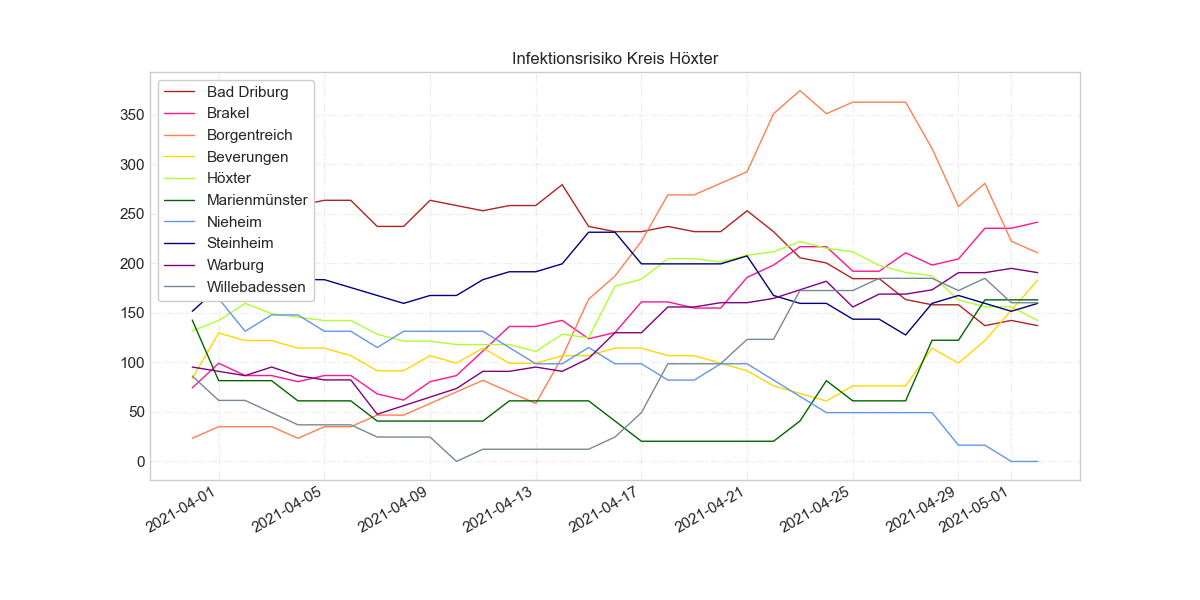 Infektionsrisiko Kreis Höxter
Bad Driburg
Brakel
Borgentreich
Beverungen
Höxter
Marienmünster
Nieheim
Steinheim
Warburg
Willebadessen
350
300
250
200
150
100
50
0
2021-04-01
2021-04-05
2021-04-09
2021-04-13
2021-04-17
2021-04-21
2021-04-25
2021-04-29
2021-05-01